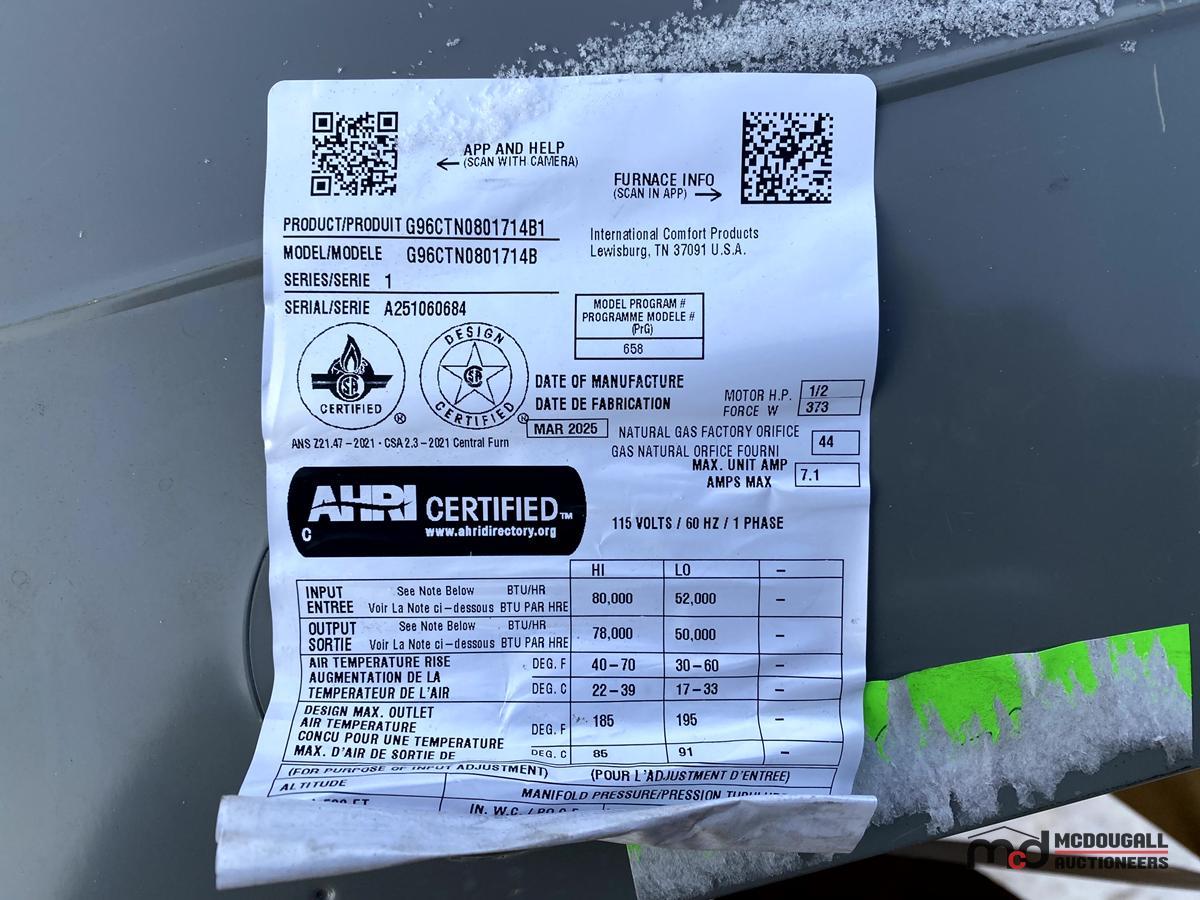 APP AND HELP
(SCAN WITH CAMERA)
FURNACE INFO
(SCAN IN APP)
PRODUCT/PRODUIT G96CTN0801714B1
MODEL/MODELE G96CTN0801714B
SERIES/SERIE 1
SERIAL/SERIE A251060684
International Comfort Products
Lewisburg, TN 37091 U.S.A.
MODEL PROGRAM #
PROGRAMME MODELE #
(PrG)
658
CERTIFIED ®
DESIGN CERTIFIED ®
ANS Z21.47-2021 · CSA 2.3-2021 Central Furn
DATE OF MANUFACTURE
DATE DE FABRICATION
MAR 2025
MOTOR H.P. 1/2
FORCE W 373
NATURAL GAS FACTORY ORIFICE
GAS NATURAL ORFICE FOURNI
44
MAX. UNIT AMP
AMPS MAX
7.1
AHRI CERTIFIED™
C
www.ahridirectory.org
115 VOLTS / 60 HZ / 1 PHASE
HI LO -
INPUT See Note Below BTU/HR
ENTREE Voir La Note ci-dessous BTU PAR HRE
80,000 52,000 -
OUTPUT See Note Below BTU/HR
SORTIE Voir La Note ci-dessous BTU PAR HRE
78,000 50,000 -
AIR TEMPERATURE RISE DEG. F 40-70 30-60 -
AUGMENTATION DE LA
TEMPERATEUR DE L'AIR DEG. C 22-39 17-33 -
DESIGN MAX. OUTLET
AIR TEMPERATURE DEG. F 185 195 -
CONCU POUR UNE TEMPERATURE
MAX. D'AIR DE SORTIE DE DEG. C 85 91 -
(FOR PURPOSE OF INPUT ADJUSTMENT) (POUR L'ADJUSTMENT D'ENTREE)
ALTITUDE MANIFOLD PRESSURE/PRESSION
IN. W.C. /
MCDOUGALL
AUCTIONEERS
mcd